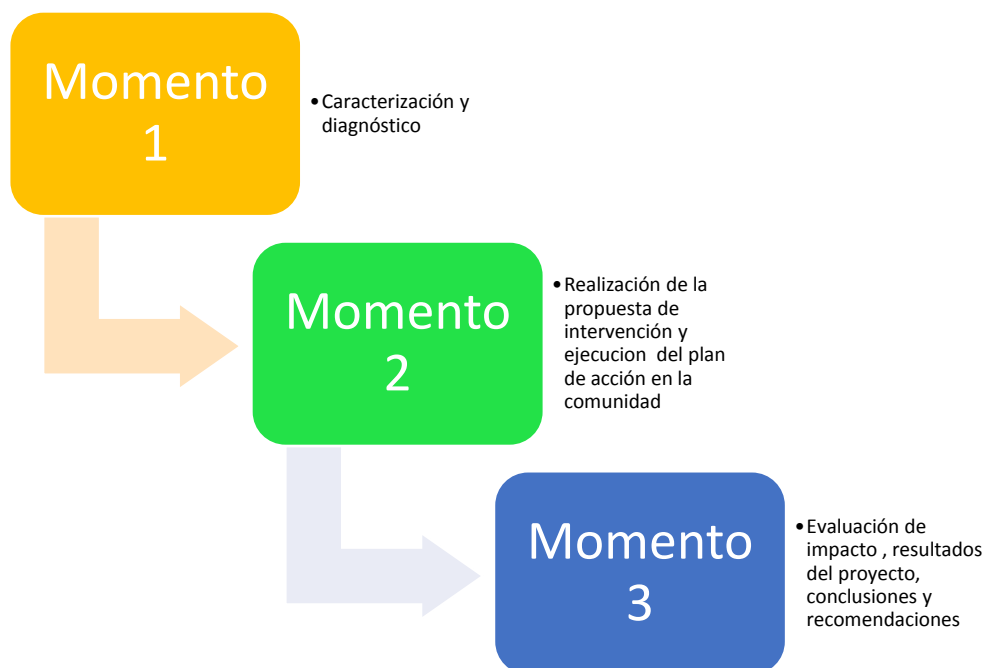 Momento
1
•Caracterización y
diagnóstico
Momento
2
•Realización de la
propuesta de
intervención y
ejecucion del plan
de acción en la
comunidad
Momento
3
•Evaluación de
impacto , resultados
del proyecto,
conclusiones y
recomendaciones